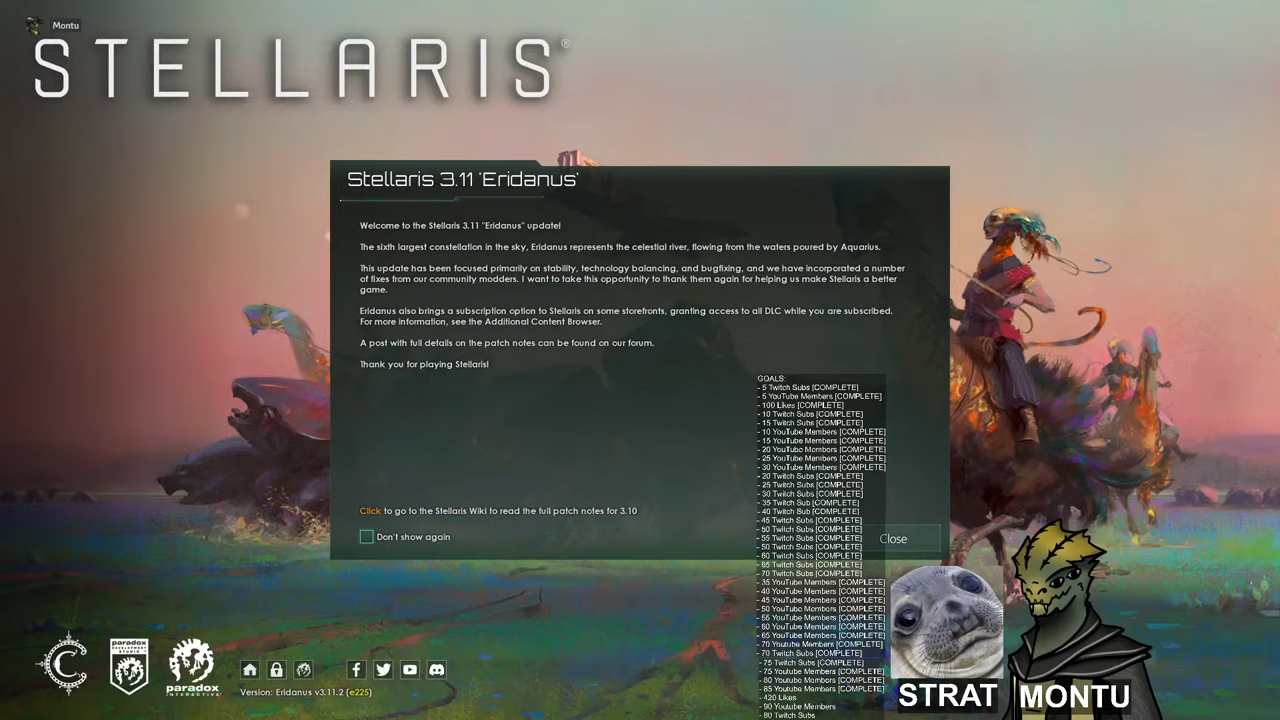 Montu
STELLARIS®
Stellaris 3.11 'Eridanus'
Welcome to the Stellaris 3.11 "Eridanus" update!
The sixth largest constellation in the sky, Eridanus represents the celestial river, flowing from the waters poured by Aquarius.
This update has been focused primarily on stability, technology balancing, and bugfixing, and we have incorporated a number
of fixes from our community modders. I want to take this opportunity to thank them again for helping us make Stellaris a better
game.
Eridanus also brings a subscription option to Stellaris on some storefronts, granting access to all DLC while you are subscribed.
For more information, see the Additional Content Browser.
A post with full details on the patch notes can be found on our forum.
Thank you for playing Stellaris!
Click to go to the Stellaris Wiki to read the full patch notes for 3.10
Don't show again
Close
GOALS:
- 5 Twitch Subs [COMPLETE]
- 5 YouTube Members [COMPLETE]
- 100 Likes [COMPLETE]
- 10 Twitch Subs [COMPLETE]
- 15 Twitch Subs [COMPLETE]
- 10 YouTube Members [COMPLETE]
- 15 YouTube Members [COMPLETE]
- 20 YouTube Members [COMPLETE]
- 25 YouTube Members [COMPLETE]
- 30 YouTube Members [COMPLETE]
- 20 Twitch Subs [COMPLETE]
- 25 Twitch Subs [COMPLETE]
- 30 Twitch Subs [COMPLETE]
- 35 Twitch Sub [COMPLETE]
- 40 Twitch Sub [COMPLETE]
- 45 Twitch Subs [COMPLETE]
- 50 Twitch Subs [COMPLETE]
- 55 Twitch Subs [COMPLETE]
- 50 Twitch Subs [COMPLETE]
- 60 Twitch Subs [COMPLETE]
- 65 Twitch Subs [COMPLETE]
- 70 Twitch Subs [COMPLETE]
- 35 YouTube Members [COMPLETE]
- 40 YouTube Members [COMPLETE]
- 45 YouTube Members [COMPLETE]
- 50 YouTube Members [COMPLETE]
- 55 YouTube Members [COMPLETE]
- 60 YouTube Members [COMPLETE]
- 65 YouTube Members [COMPLETE]
- 70 YouTube Members [COMPLETE]
- 70 Twitch Subs [COMPLETE]
- 75 Twitch Subs [COMPLETE]
- 75 Youtube Members [COMPLETE]
- 80 Youtube Members [COMPLETE]
- 85 Youtube Members [COMPLETE]
- 420 Likes
- 90 Youtube Members
- 80 Twitch Subs
STRAT
MONTU
paradox
DEVELOPMENT
STUDIO
paradox
INTERACTIVE
Version: Eridanus v3.11.2 (e225)